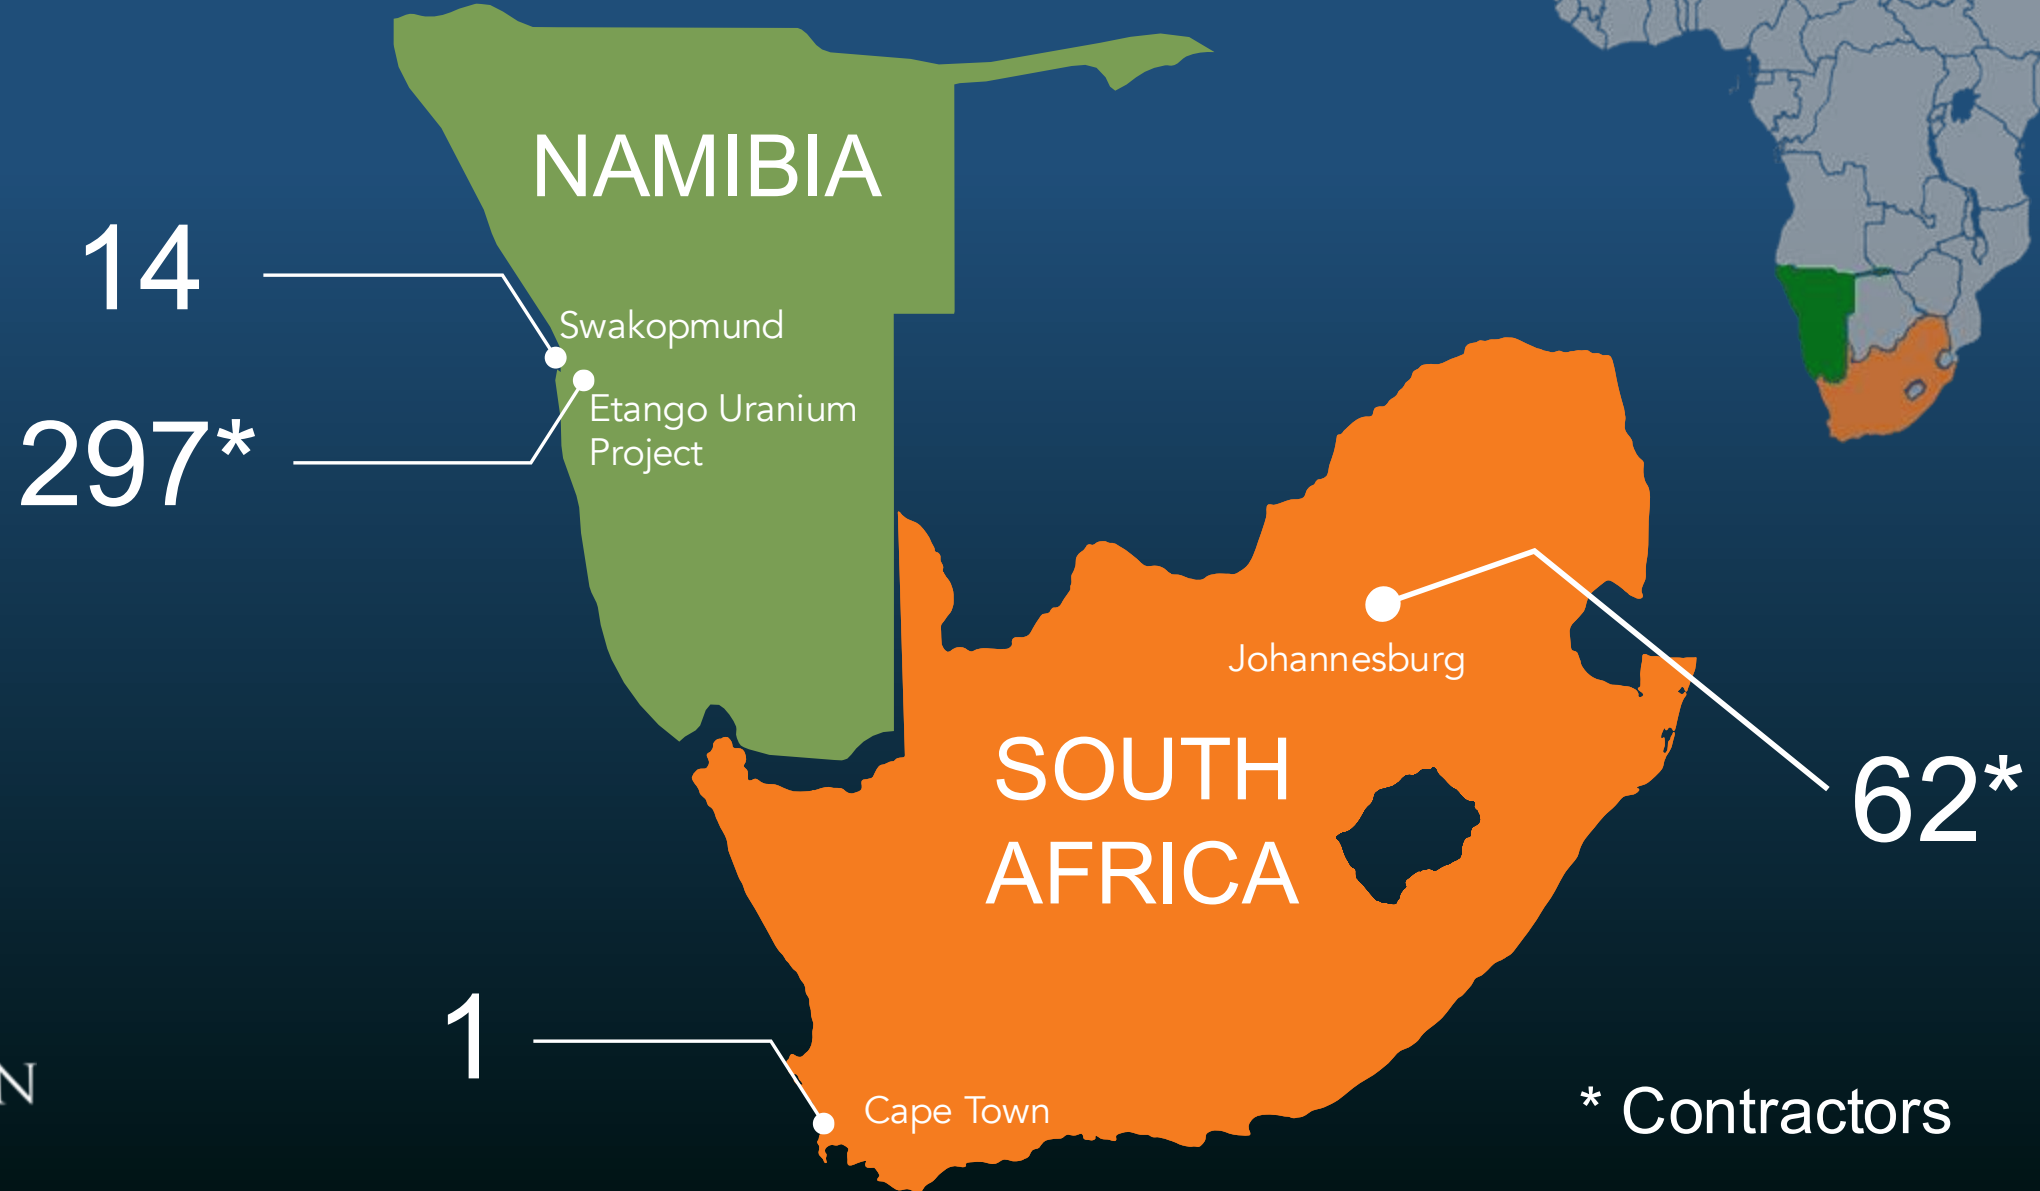 NAMIBIA
14
Swakopmund
297*
Etango Uranium
Project
Johannesburg
SOUTH
AFRICA
62*
1
Cape Town
* Contractors
N